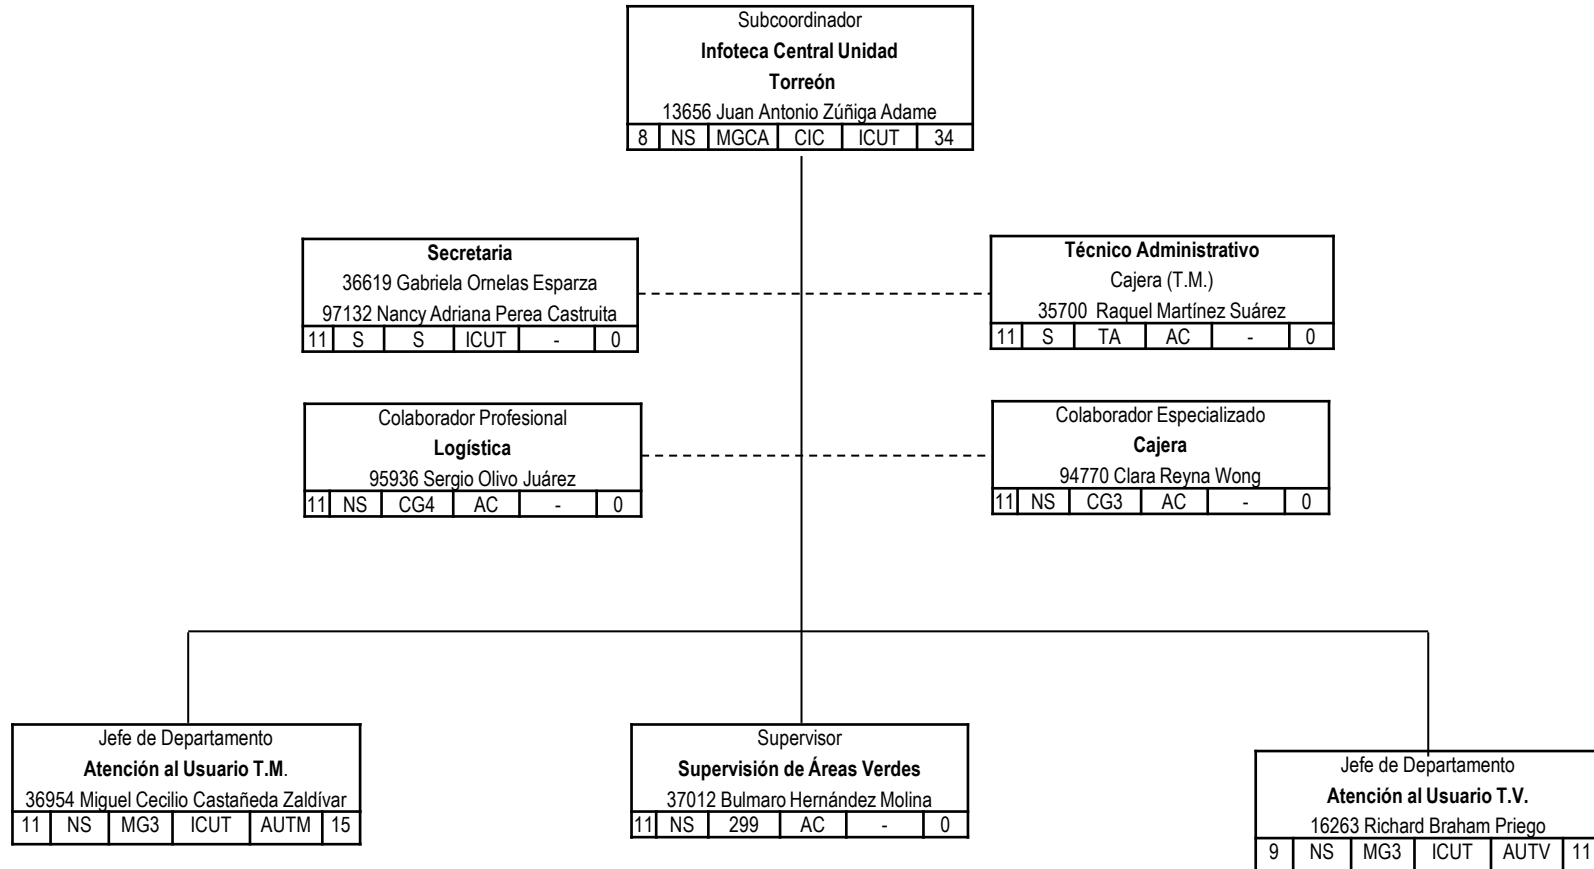 Subcoordinador
Infoteca Central Unidad
Torreón
13656 Juan Antonio Zúñiga Adame
8 NS MGCA CIC ICUT 34
Secretaria
36619 Gabriela Ornelas Esparza
97132 Nancy Adriana Perea Castruita
11 S S ICUT - 0
Técnico Administrativo
Cajera (T.M.)
35700 Raquel Martínez Suárez
11 S TA AC - 0
Colaborador Profesional
Logística
95936 Sergio Olivo Juárez
11 NS CG4 AC - 0
Colaborador Especializado
Cajera
94770 Clara Reyna Wong
11 NS CG3 AC - 0
Jefe de Departamento
Atención al Usuario T.M.
36954 Miguel Cecilio Castañeda Zaldívar
11 NS MG3 ICUT AUTM 15
Supervisor
Supervisión de Áreas Verdes
37012 Bulmaro Hernández Molina
11 NS 299 AC - 0
Jefe de Departamento
Atención al Usuario T.V.
16263 Richard Braham Priego
9 NS MG3 ICUT AUTV 11